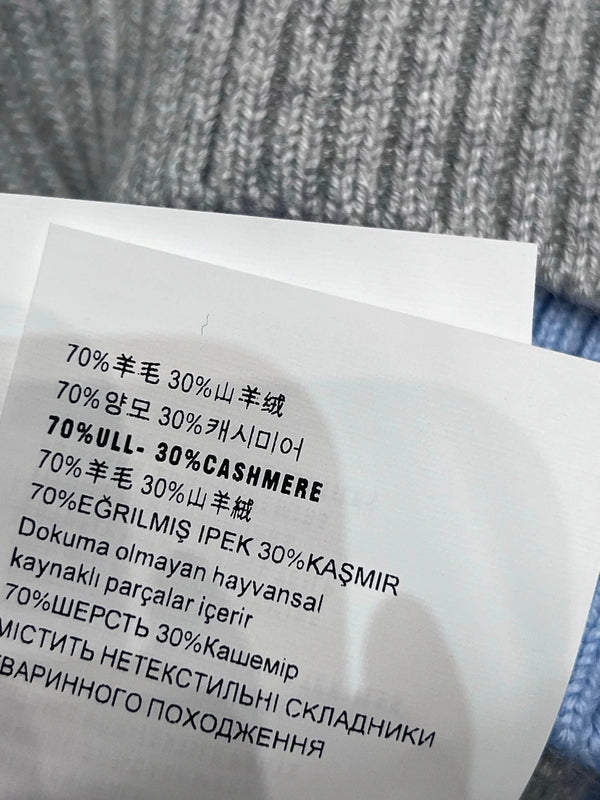 70%羊毛 30%山羊绒
70%양모 30%캐시미어
70%ULL- 30%CASHMERE
70%羊毛 30%山羊絨
70%EĞRILMIŞ IPEK 30%KAŞMIR
Dokuma olmayan hayvansal
kaynaklı parçalar içerir
70%ШЕРСТЬ 30%Кашемір
МІСТИТЬ НЕТЕКСТИЛЬНІ СКЛАДНИКИ
ТВАРИННОГО ПОХОДЖЕННЯ